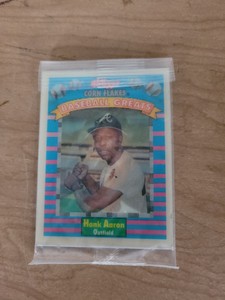 CORN FLAKES
BASEBALL GREATS
A
Hank Aaron
Outfield